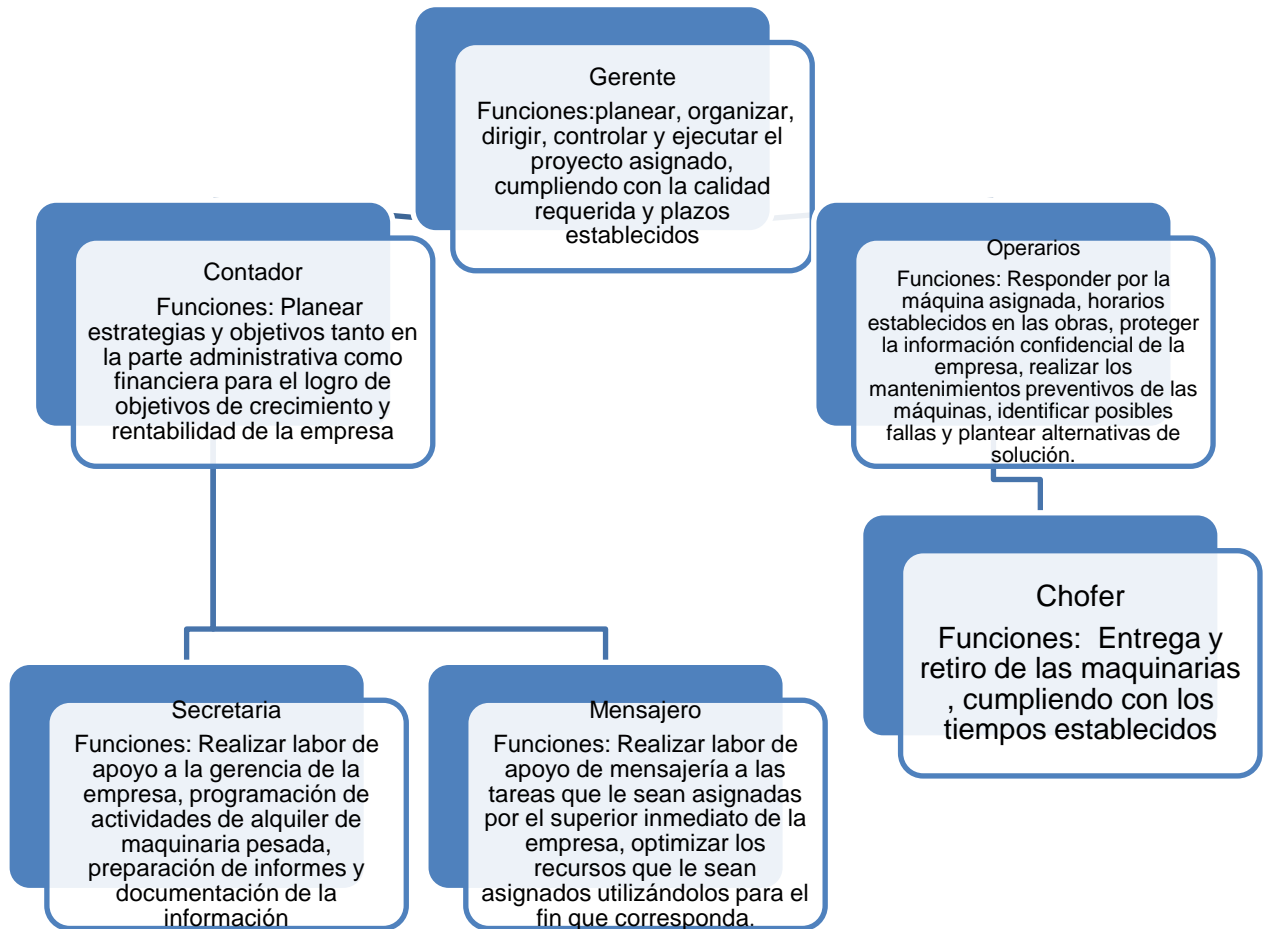 Gerente
Funciones:planear, organizar,
dirigir, controlar y ejecutar el
proyecto asignado,
cumpliendo con la calidad
requerida y plazos
establecidos
Contador
Funciones: Planear
estrategias y objetivos tanto en
la parte administrativa como
financiera para el logro de
objetivos de crecimiento y
rentabilidad de la empresa
Operarios
Funciones: Responder por la
máquina asignada, horarios
establecidos en las obras, proteger
la información confidencial de la
empresa, realizar los
mantenimientos preventivos de las
máquinas, identificar posibles
fallas y plantear alternativas de
solución.
Secretaria
Funciones: Realizar labor de
apoyo a la gerencia de la
empresa, programación de
actividades de alquiler de
maquinaria pesada,
preparación de informes y
documentación de la
información
Mensajero
Funciones: Realizar labor de
apoyo de mensajería a las
tareas que le sean asignadas
por el superior inmediato de la
empresa, optimizar los
recursos que le sean
asignados utilizándolos para el
fin que corresponda.
Chofer
Funciones:  Entrega y
retiro de las maquinarias
, cumpliendo con los
tiempos establecidos